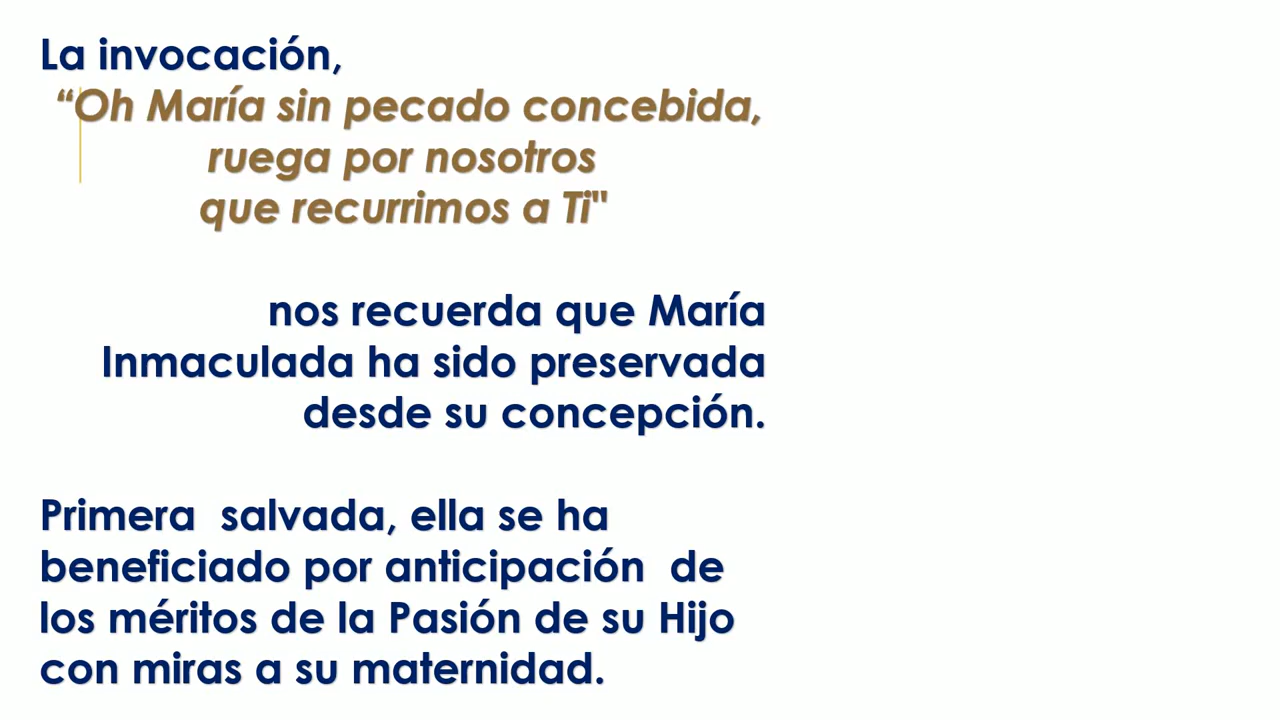 La invocación,
“Oh María sin pecado concebida,
ruega por nosotros
que recurrimos a Ti"
nos recuerda que María
Inmaculada ha sido preservada
desde su concepción.
Primera  salvada, ella se ha
beneficiado por anticipación  de
los méritos de la Pasión de su Hijo
con miras a su maternidad.